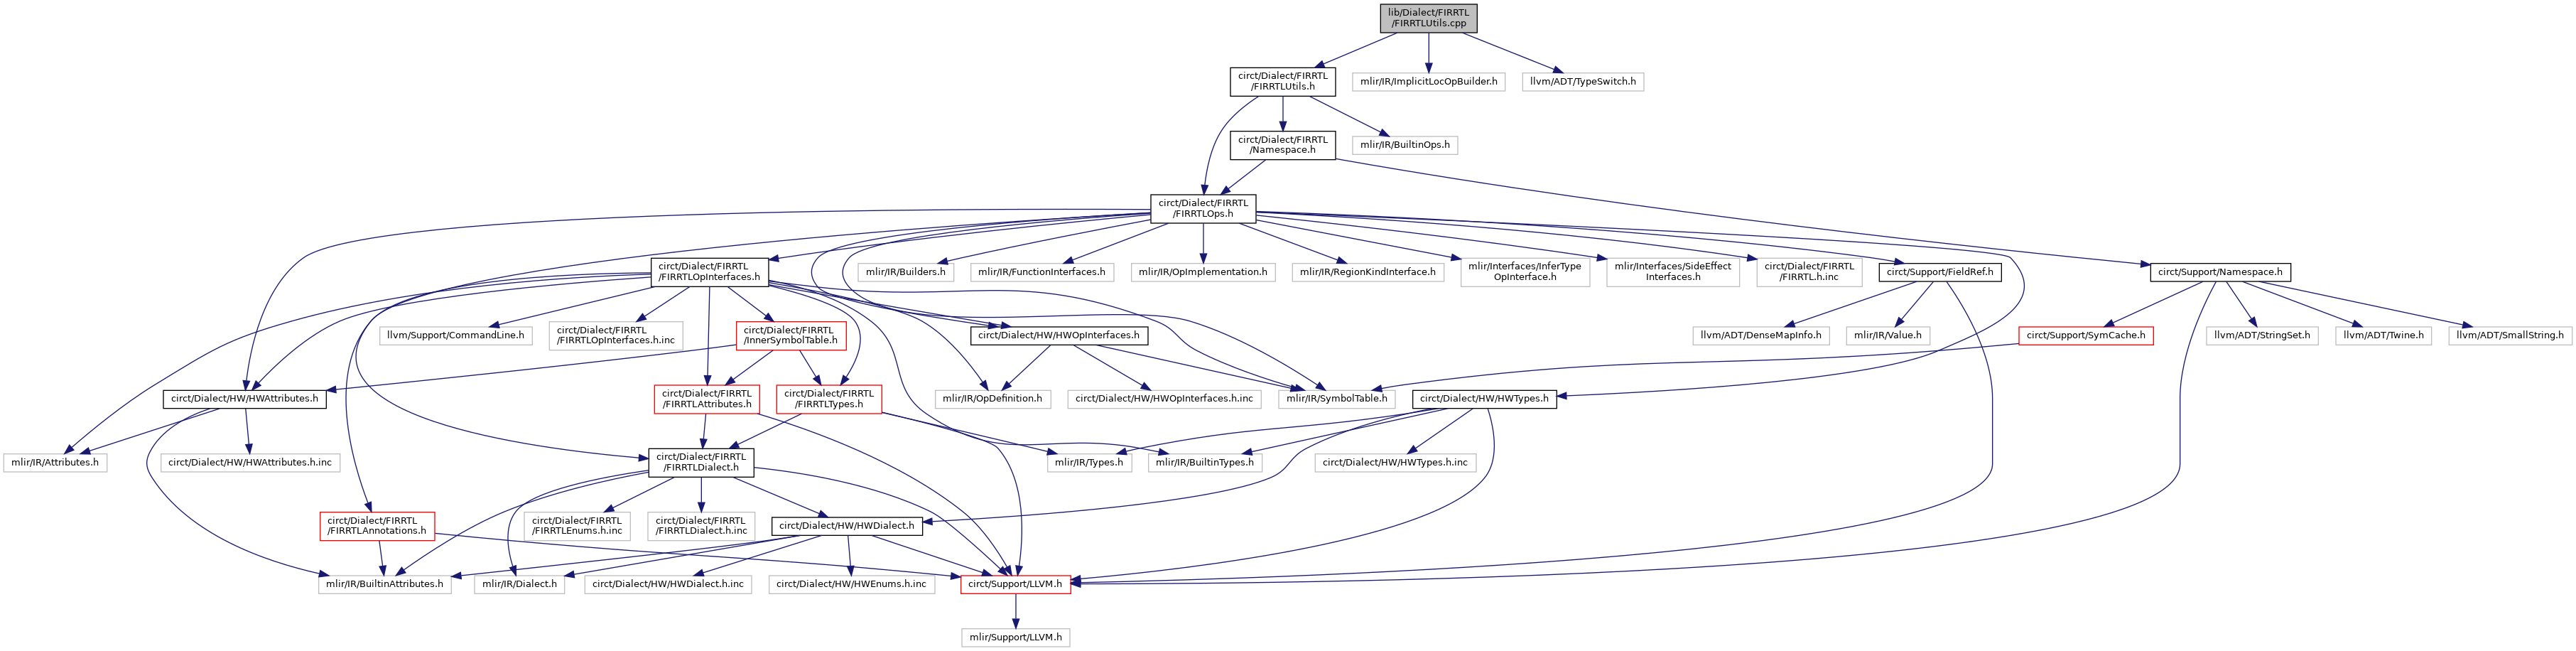 lib/Dialect/FIRRTL
/FIRRTLUtils.cpp
circt/Dialect/FIRRTL
/FIRRTLUtils.h
mlir/IR/ImplicitLocOpBuilder.h
llvm/ADT/TypeSwitch.h
circt/Dialect/FIRRTL
/Namespace.h
mlir/IR/BuiltinOps.h
circt/Dialect/FIRRTL
/FIRRTLOps.h
circt/Dialect/FIRRTL
/FIRRTLOpInterfaces.h
mlir/IR/Builders.h
mlir/IR/FunctionInterfaces.h
mlir/IR/OpImplementation.h
mlir/IR/RegionKindInterface.h
mlir/Interfaces/InferType
OpInterface.h
mlir/Interfaces/SideEffect
Interfaces.h
circt/Dialect/FIRRTL
/FIRRTL.h.inc
circt/Support/FieldRef.h
circt/Support/Namespace.h
llvm/Support/CommandLine.h
circt/Dialect/FIRRTL
/FIRRTLOpInterfaces.h.inc
circt/Dialect/FIRRTL
/InnerSymbolTable.h
circt/Dialect/HW/HWOpInterfaces.h
llvm/ADT/DenseMapInfo.h
mlir/IR/Value.h
circt/Support/SymCache.h
llvm/ADT/StringSet.h
llvm/ADT/Twine.h
llvm/ADT/SmallString.h
circt/Dialect/HW/HWAttributes.h
circt/Dialect/FIRRTL
/FIRRTLAttributes.h
circt/Dialect/FIRRTL
/FIRRTLTypes.h
mlir/IR/OpDefinition.h
circt/Dialect/HW/HWOpInterfaces.h.inc
mlir/IR/SymbolTable.h
circt/Dialect/HW/HWTypes.h
mlir/IR/Attributes.h
circt/Dialect/HW/HWAttributes.h.inc
circt/Dialect/FIRRTL
/FIRRTLDialect.h
mlir/IR/Types.h
mlir/IR/BuiltinTypes.h
circt/Dialect/HW/HWTypes.h.inc
circt/Dialect/FIRRTL
/FIRRTLAnnotations.h
circt/Dialect/FIRRTL
/FIRRTLEnums.h.inc
circt/Dialect/FIRRTL
/FIRRTLDialect.h.inc
circt/Dialect/HW/HWDialect.h
mlir/IR/BuiltinAttributes.h
mlir/IR/Dialect.h
circt/Dialect/HW/HWDialect.h.inc
circt/Dialect/HW/HWEnums.h.inc
circt/Support/LLVM.h
mlir/Support/LLVM.h